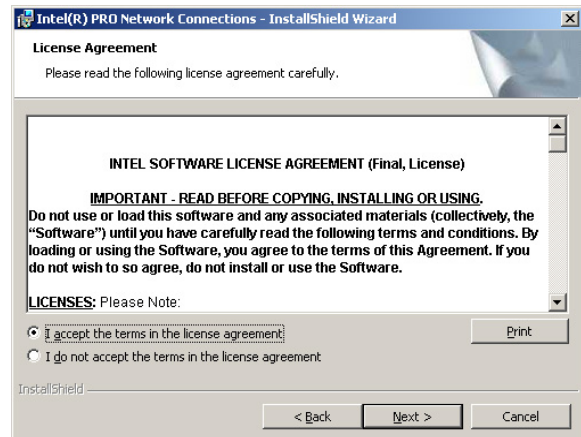 Intel(R) PRO Network Connections - InstallShield Wizard
License Agreement
Please read the following license agreement carefully.
INTEL SOFTWARE LICENSE AGREEMENT (Final, License)
IMPORTANT - READ BEFORE COPYING, INSTALLING OR USING.
Do not use or load this software and any associated materials (collectively, the
“Software”) until you have carefully read the following terms and conditions. By
loading or using the Software, you agree to the terms of this Agreement. If you
do not wish to so agree, do not install or use the Software.
LICENSES: Please Note:
I accept the terms in the license agreement
Print
I do not accept the terms in the license agreement
InstallShield
< Back
Next >
Cancel